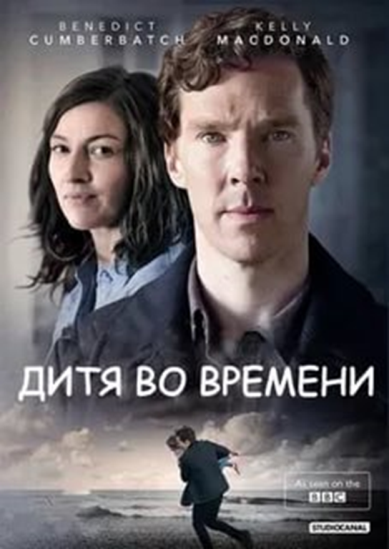 BENEDICT KELLY
CUMBERBATCH MACDONALD
ДИТЯ ВО ВРЕМЕНИ
As seen on the
BBC
STUDIOCANAL